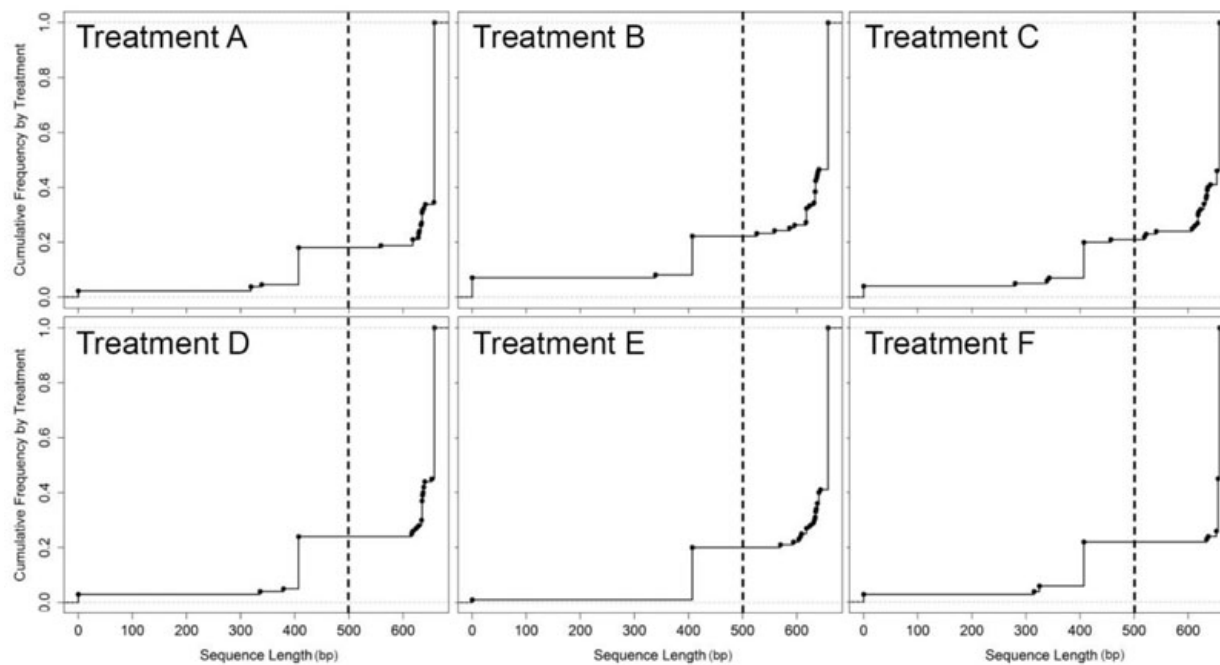 Treatment A
Treatment B
Treatment C
Cumulative Frequency by Treatment
0.0 0.2 0.4 0.6 0.8 1.0
Treatment D
Treatment E
Treatment F
Cumulative Frequency by Treatment
0.0 0.2 0.4 0.6 0.8 1.0
0 100 200 300 400 500 600
0 100 200 300 400 500 600
0 100 200 300 400 500 600
Sequence Length (bp)
Sequence Length (bp)
Sequence Length (bp)